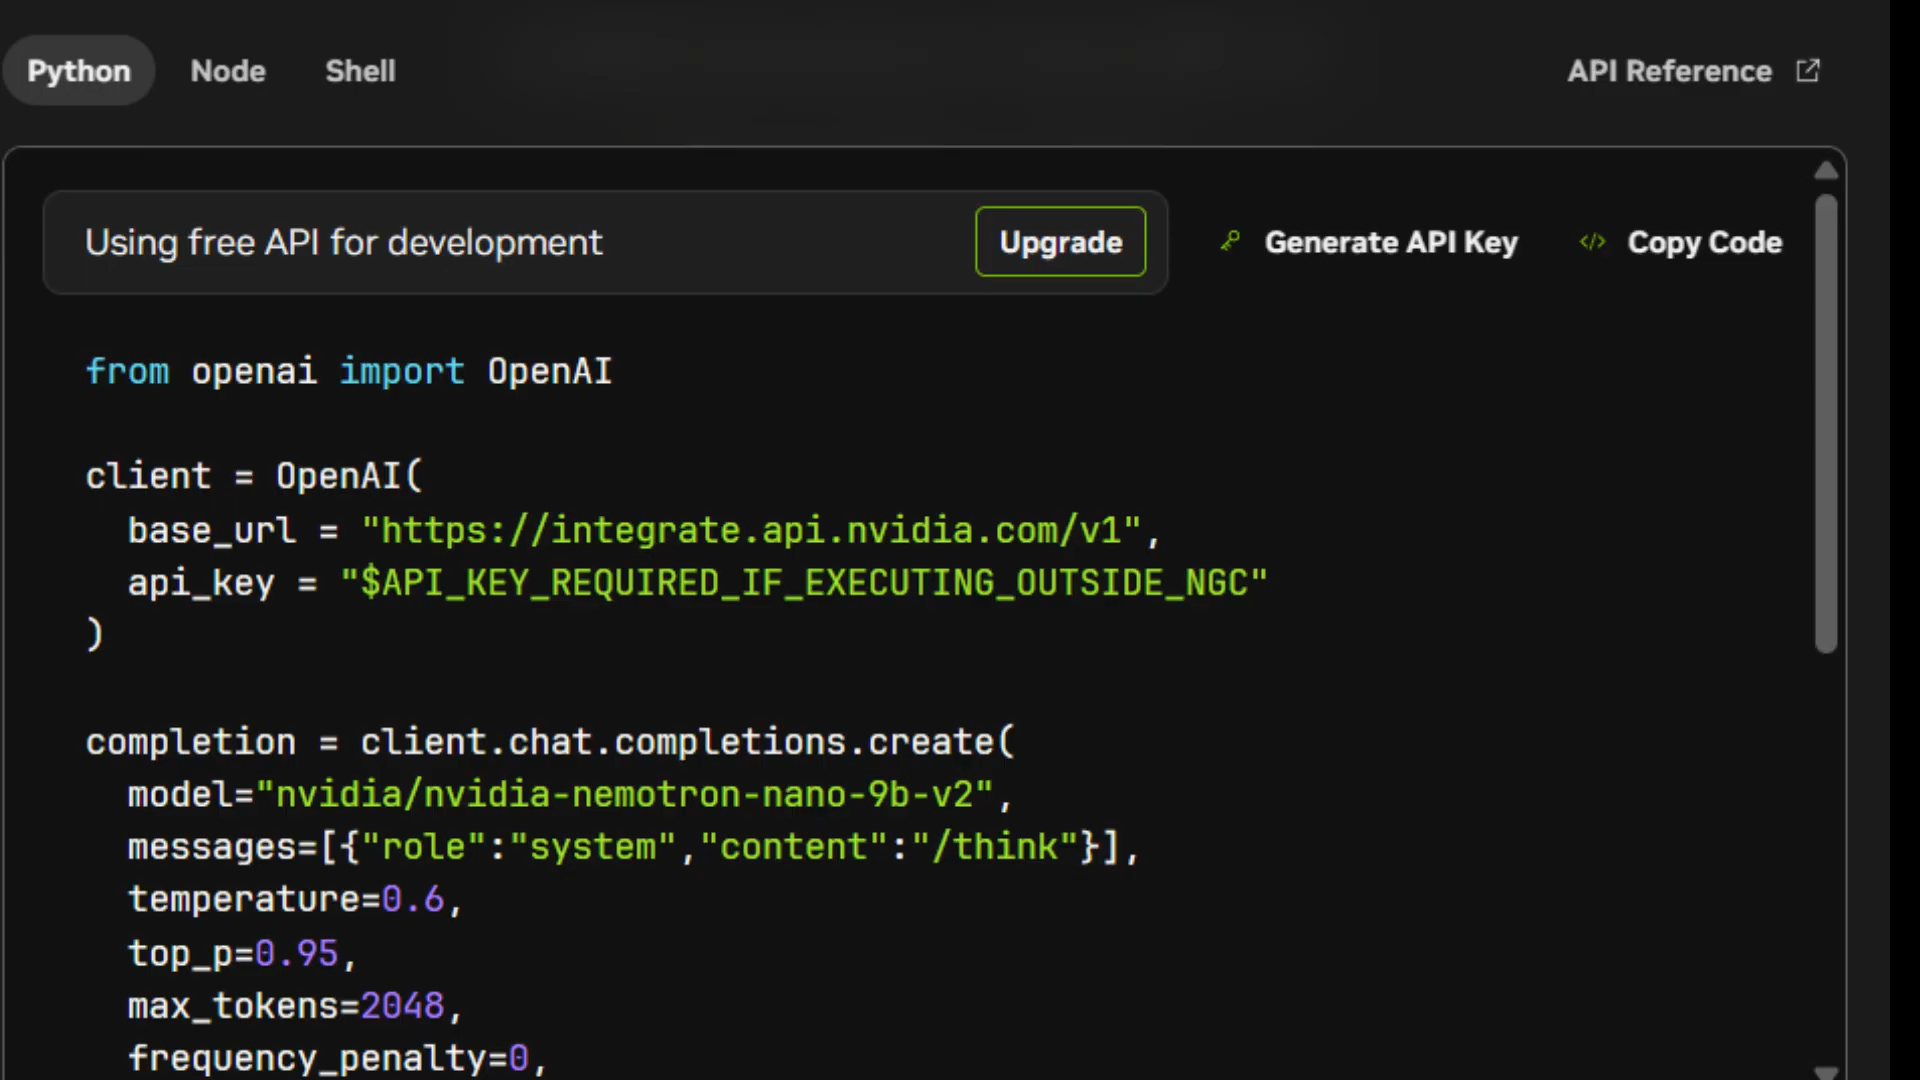 Python Node Shell API Reference
Using free API for development Upgrade Generate API Key </> Copy Code
from openai import OpenAI
client = OpenAI(
base_url = "https://integrate.api.nvidia.com/v1",
api_key = "$API_KEY_REQUIRED_IF_EXECUTING_OUTSIDE_NGC"
)
completion = client.chat.completions.create(
model="nvidia/nvidia-nemotron-nano-9b-v2",
messages=[{"role":"system","content":"/think"}],
temperature=0.6,
top_p=0.95,
max_tokens=2048,
frequency_penalty=0,